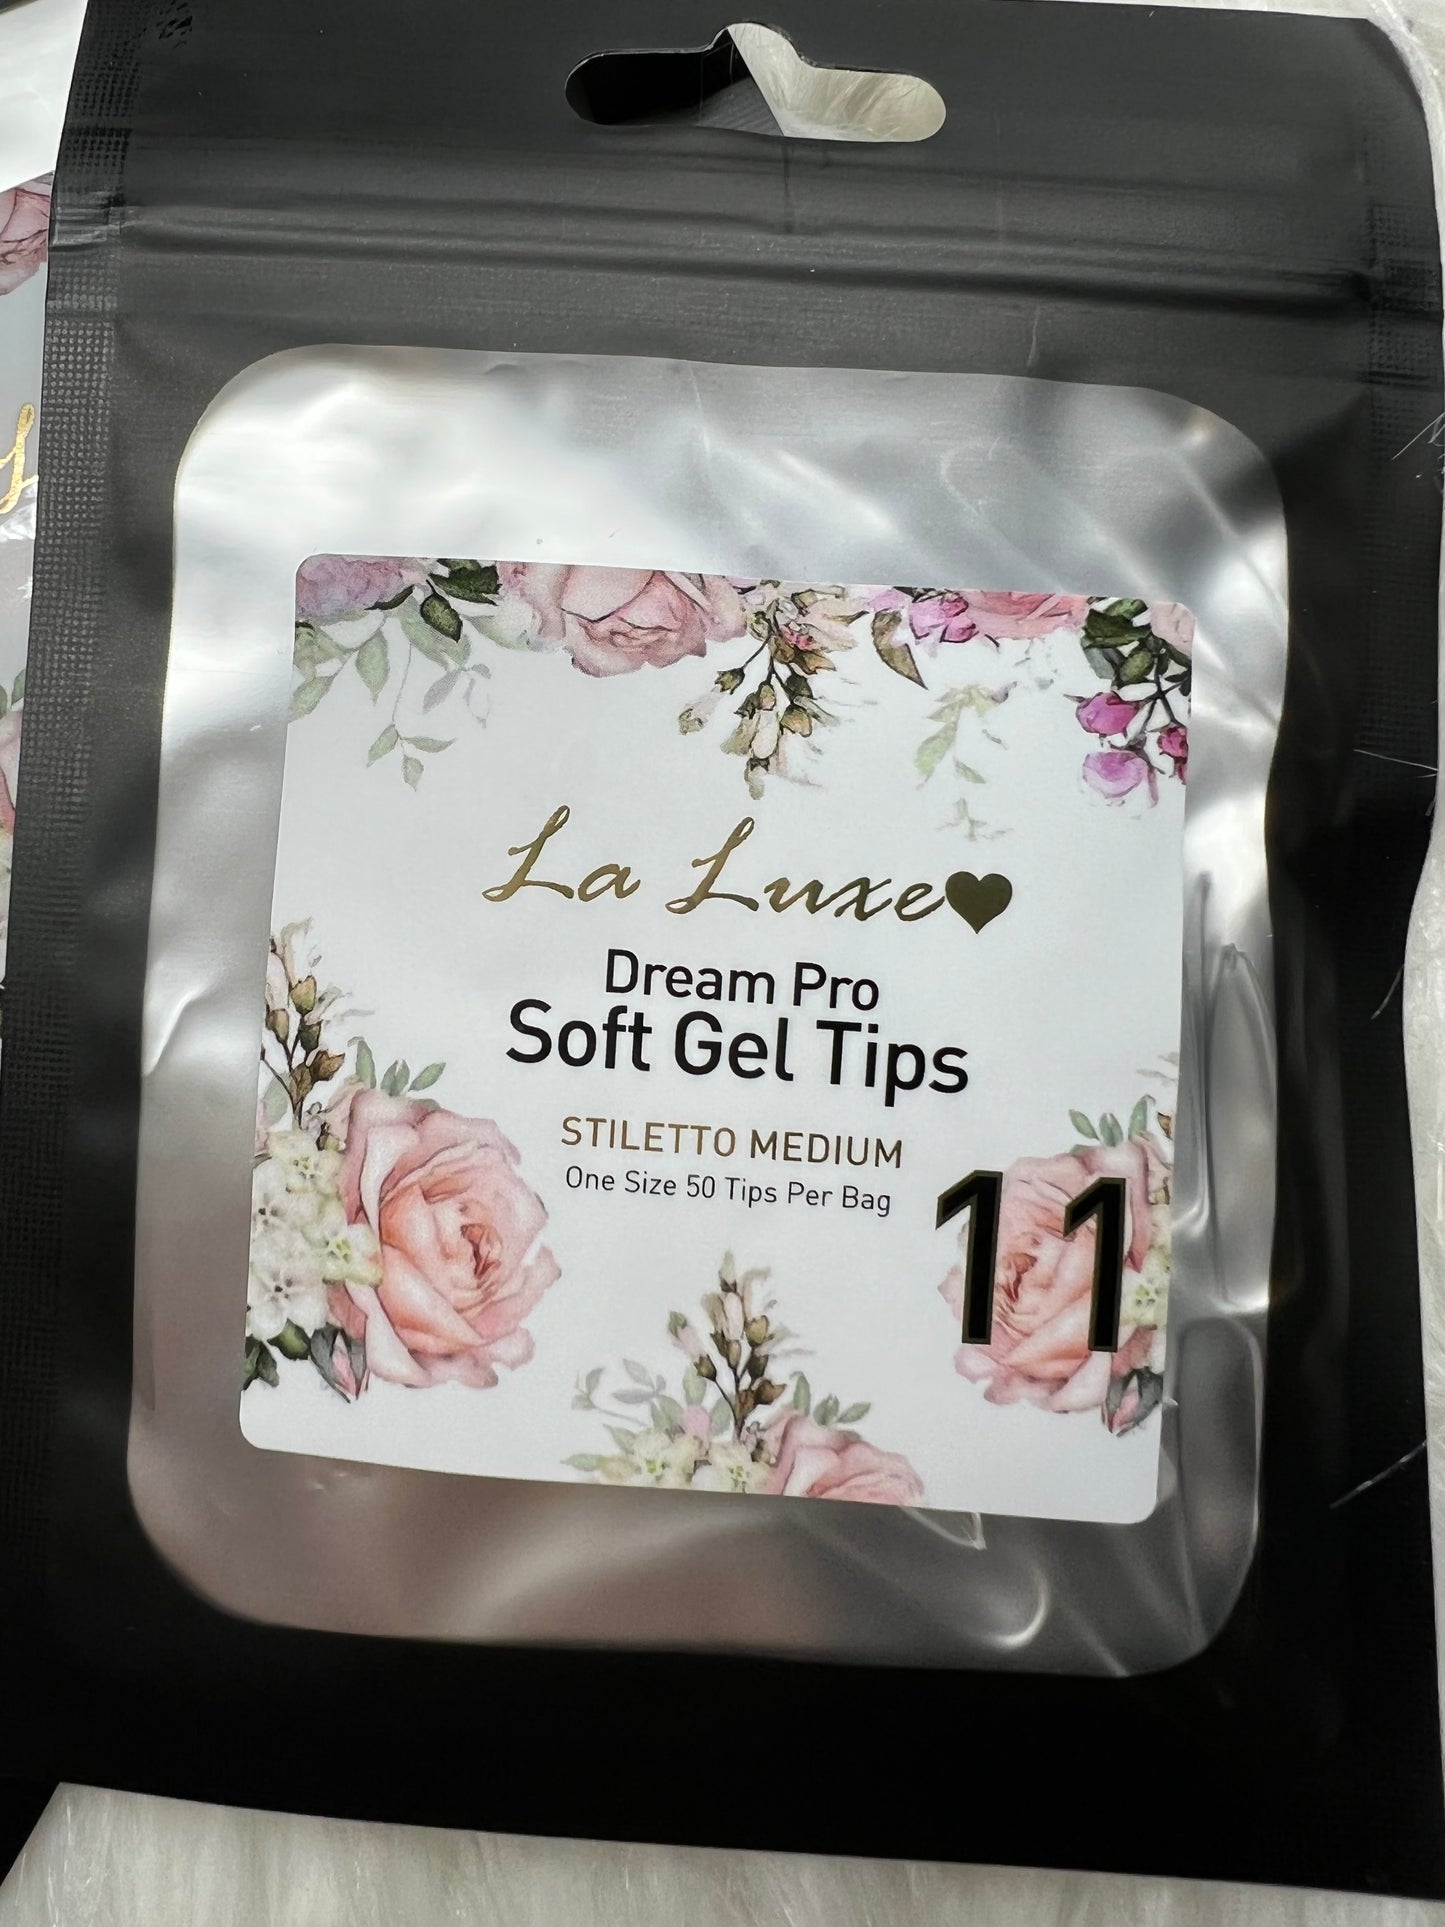 La Luxe♥
Dream Pro
Soft Gel Tips
STILETTO MEDIUM
One Size 50 Tips Per Bag
11